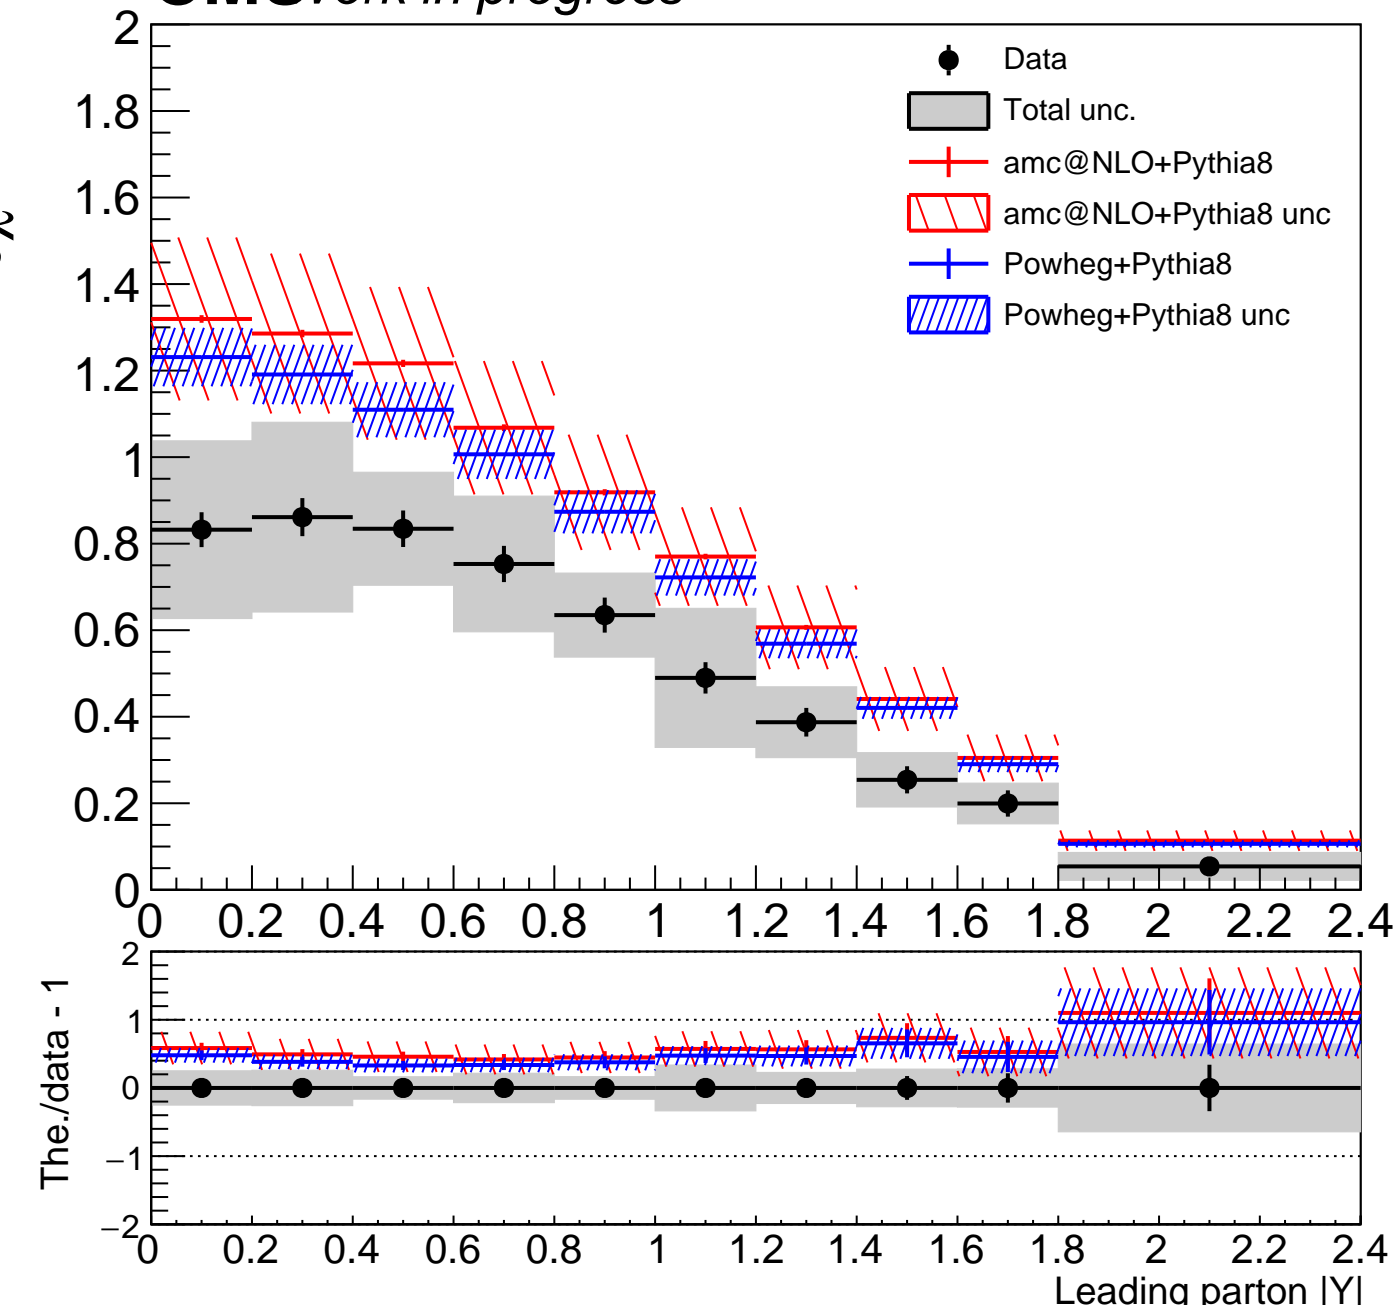 in progress
2
1.8
1.6
1.4
1.2
1
0.8
0.6
0.4
0.2
0
Data
Total unc.
amc@NLO+Pythia8
amc@NLO+Pythia8 unc
Powheg+Pythia8
Powheg+Pythia8 unc
0 0.2 0.4 0.6 0.8 1 1.2 1.4 1.6 1.8 2 2.2 2.4
The./data - 1
2
1
0
−1
−2
0 0.2 0.4 0.6 0.8 1 1.2 1.4 1.6 1.8 2 2.2 2.4
Leading parton |Y|